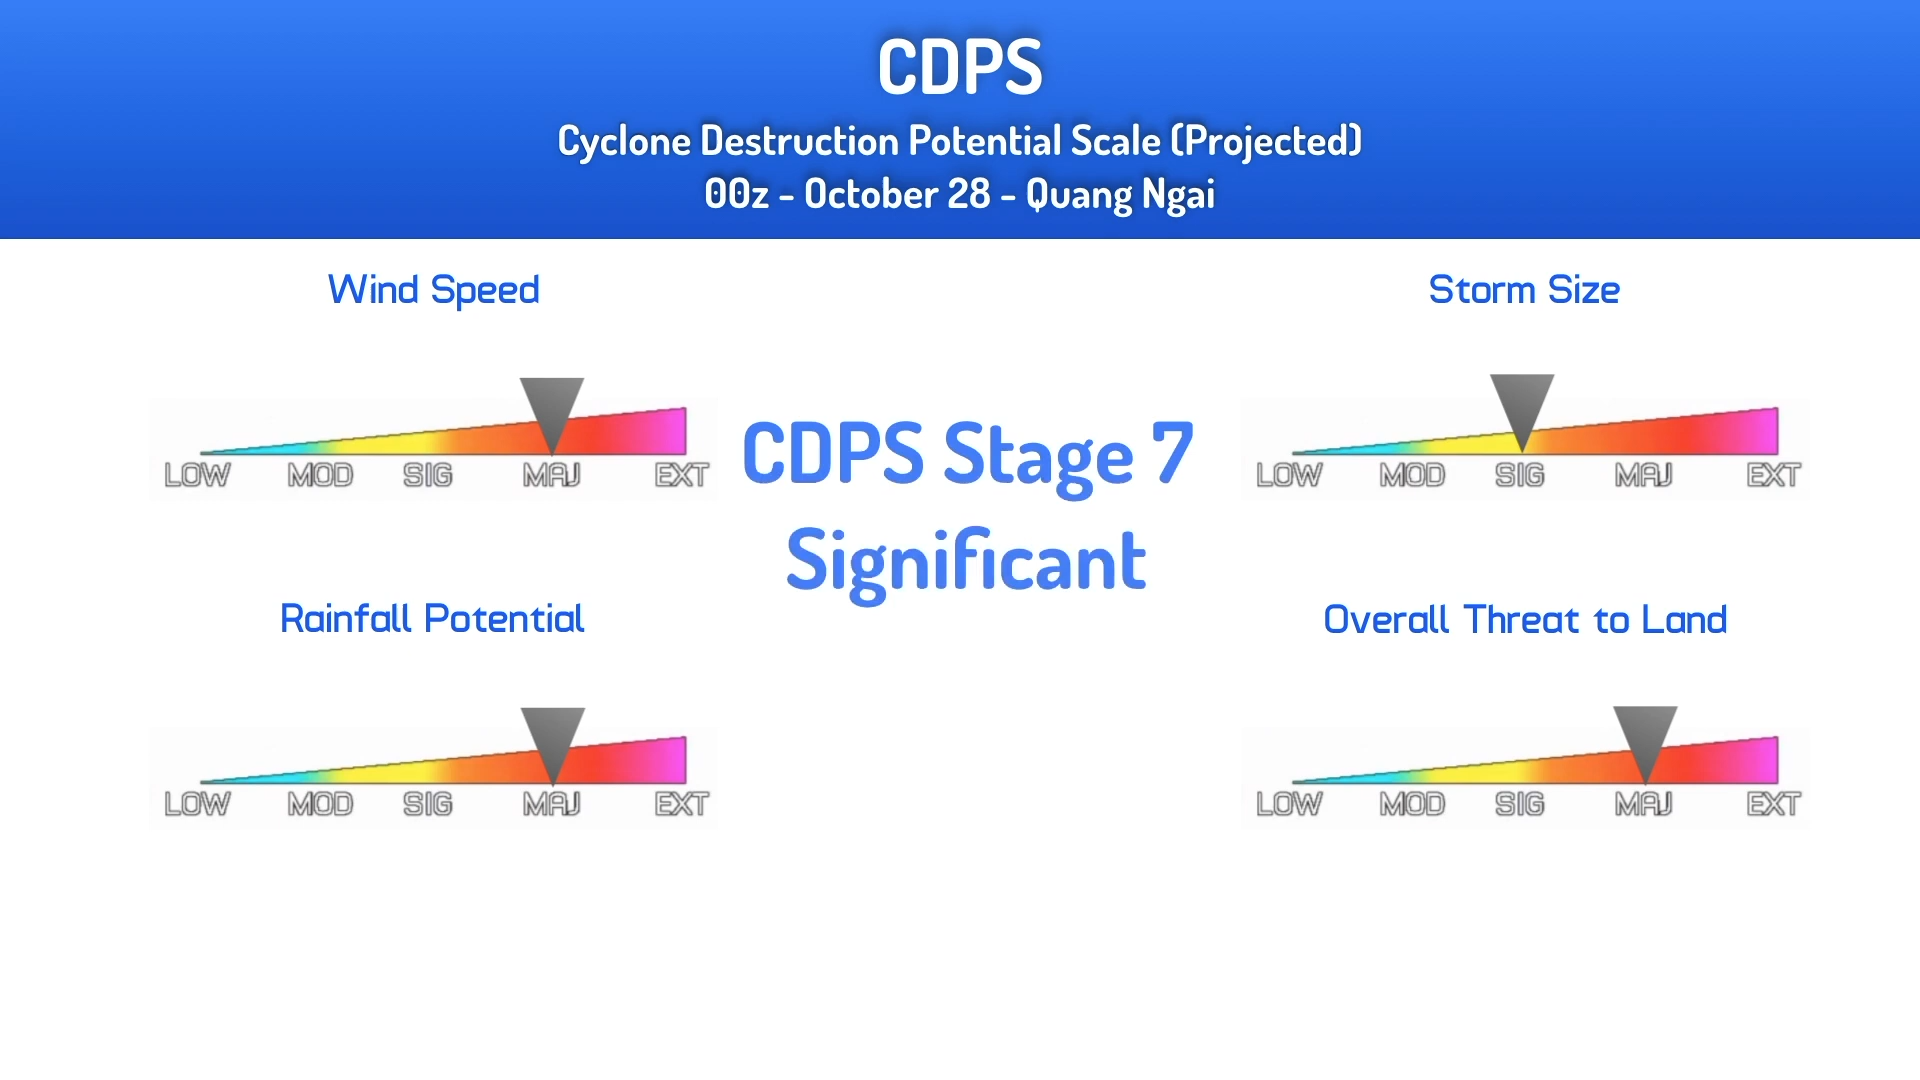 CDPS
Cyclone Destruction Potential Scale (Projected)
00z - October 28 - Quang Ngai
Wind Speed
LOW MOD SIG MAJ EXT
Storm Size
LOW MOD SIG MAJ EXT
CDPS Stage 7
Significant
Rainfall Potential
LOW MOD SIG MAJ EXT
Overall Threat to Land
LOW MOD SIG MAJ EXT